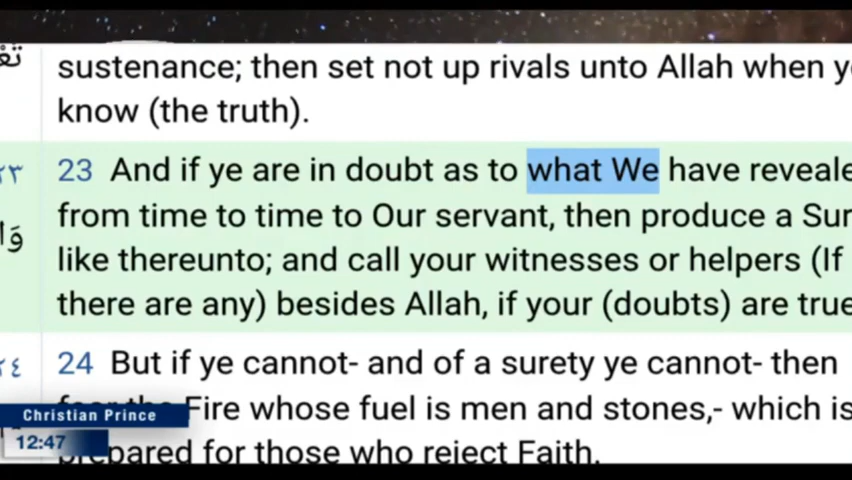 sustenance; then set not up rivals unto Allah when
know (the truth).
23 And if ye are in doubt as to what We have
from time to time to Our servant, then produce a
like thereunto; and call your witnesses or helpers (If
there are any) besides Allah, if your (doubts) are
24 But if ye cannot- and of a surety ye cannot- then
Fire whose fuel is men and stones,- which is
prepared for those who reject Faith.
Christian Prince
12:47